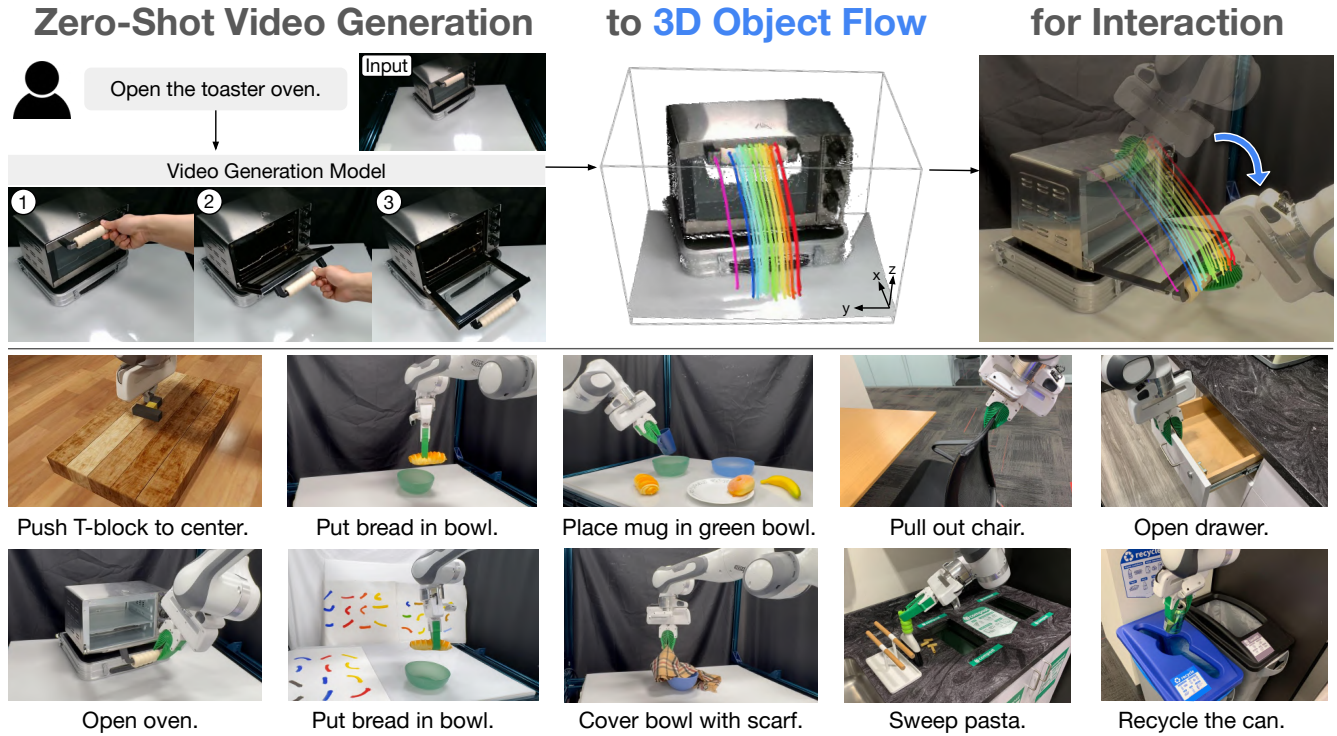 Zero-Shot Video Generation to 3D Object Flow for Interaction
Open the toaster oven.
Input
Video Generation Model
1 2 3
x z
y
Push T-block to center. Put bread in bowl. Place mug in green bowl. Pull out chair. Open drawer.
recycle
Open oven. Put bread in bowl. Cover bowl with scarf. Sweep pasta. Recycle the can.